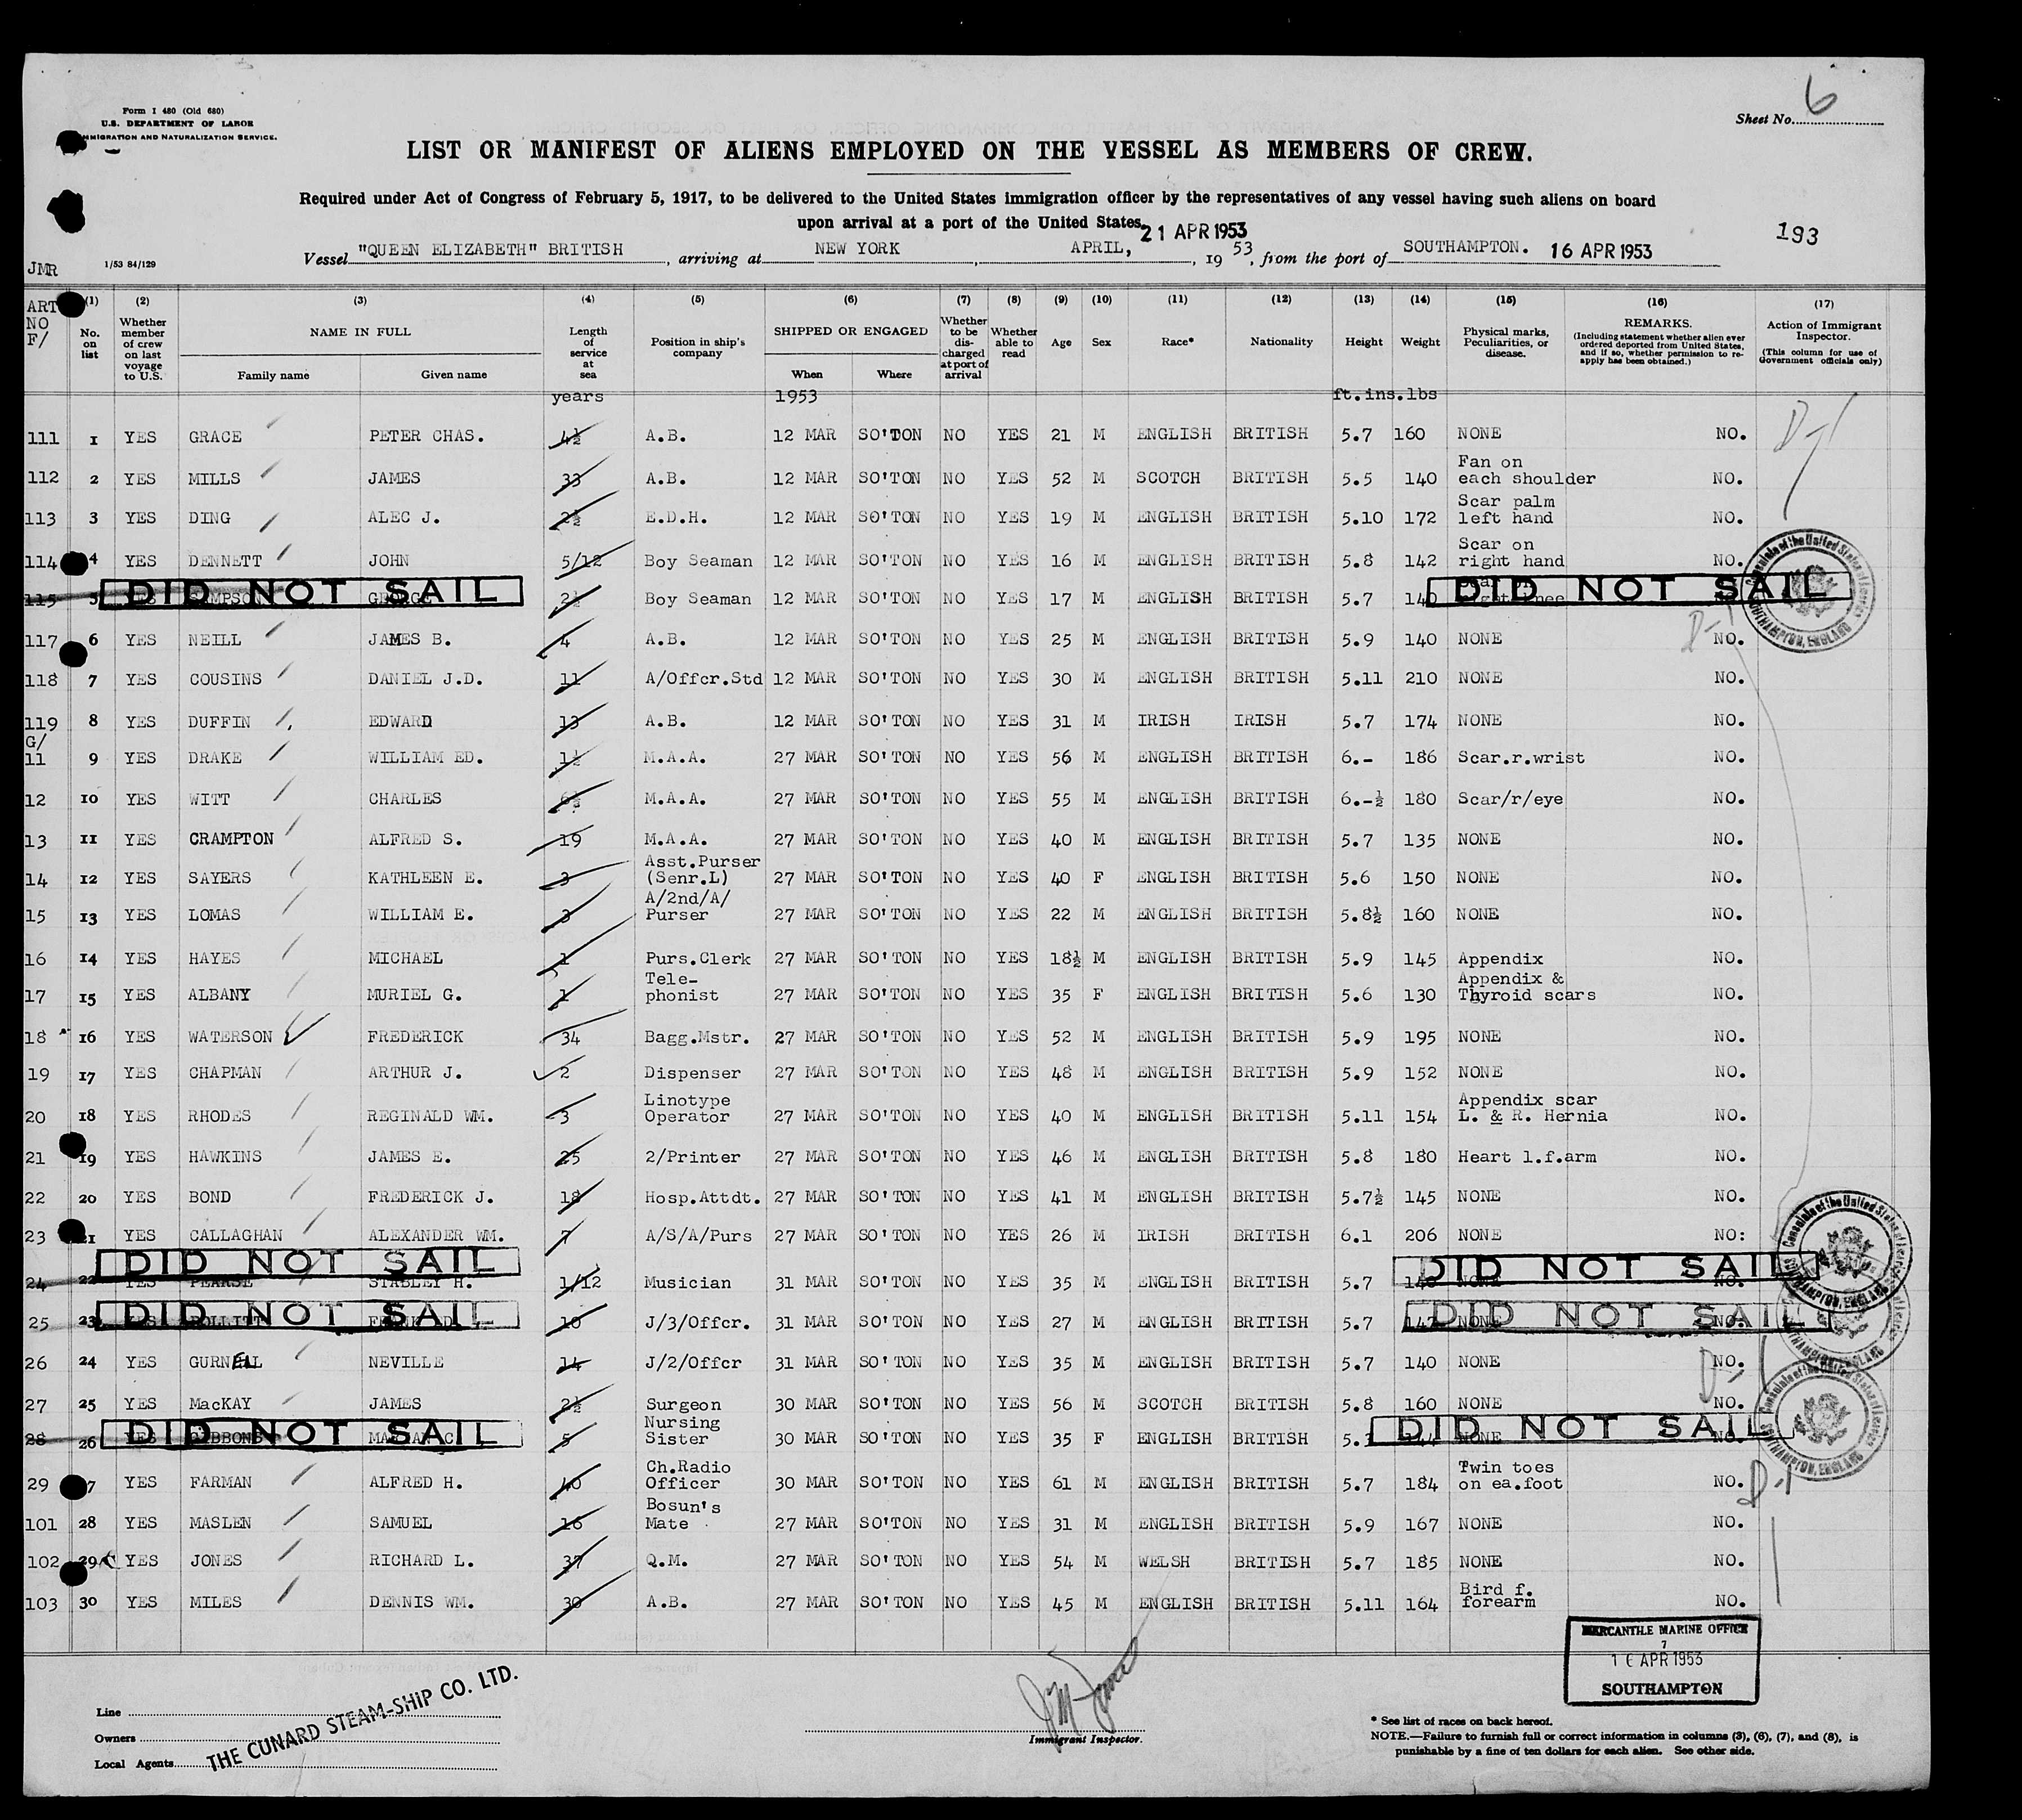 Form I 480 (Old 680)
U.S. DEPARTMENT OF LABOR
IMMIGRATION AND NATURALIZATION SERVICE.
Sheet No. 6
LIST OR MANIFEST OF ALIENS EMPLOYED ON THE VESSEL AS MEMBERS OF CREW.
Required under Act of Congress of February 5, 1917, to be delivered to the United States immigration officer by the representatives of any vessel having such aliens on board
upon arrival at a port of the United States.
21 APR 1953
193
Vessel "QUEEN ELIZABETH" BRITISH, arriving at NEW YORK, APRIL, 19 53, from the port of SOUTHAMPTON. 16 APR 1953
JMR 1/53 84/129
ART NO F/
(1) No. on list
(2) Whether member of crew on last voyage to U.S.
(3) NAME IN FULL Family name Given name
(4) Length of service at sea
(5) Position in ship's company
(6) SHIPPED OR ENGAGED When Where
(7) Whether to be discharged at port of arrival
(8) Whether able to read
(9) Age
(10) Sex
(11) Race*
(12) Nationality
(13) Height
(14) Weight
(15) Physical marks, Peculiarities, or disease.
(16) REMARKS. (Including statement whether alien ever ordered deported from United States, and if so, whether permission to reapply has been obtained.)
(17) Action of Immigrant Inspector. (This column for use of Government officials only)
years 1953 ft.ins.lbs
111 1 YES GRACE PETER CHAS. 4½ A.B. 12 MAR SO'TON NO YES 21 M ENGLISH BRITISH 5.7 160 NONE NO. D-1
112 2 YES MILLS JAMES 33 A.B. 12 MAR SO'TON NO YES 52 M SCOTCH BRITISH 5.5 140 Fan on each shoulder NO.
113 3 YES DING ALEC J. 2½ E.D.H. 12 MAR SO'TON NO YES 19 M ENGLISH BRITISH 5.10 172 Scar palm left hand NO.
114 4 YES DENNETT JOHN 5/12 Boy Seaman 12 MAR SO'TON NO YES 16 M ENGLISH BRITISH 5.8 142 Scar on right hand NO.
115 5 DID NOT SAIL 2½ Boy Seaman 12 MAR SO'TON NO YES 17 M ENGLISH BRITISH 5.7 140 DID NOT SAIL
117 6 YES NEILL JAMES B. 4 A.B. 12 MAR SO'TON NO YES 25 M ENGLISH BRITISH 5.9 140 NONE NO. D-1
118 7 YES COUSINS DANIEL J.D. 11 A/Offcr.Std 12 MAR SO'TON NO YES 30 M ENGLISH BRITISH 5.11 210 NONE NO.
119 8 YES DUFFIN EDWARD 13 A.B. 12 MAR SO'TON NO YES 31 M IRISH IRISH 5.7 174 NONE NO.
G/
11 9 YES DRAKE WILLIAM ED. 1½ M.A.A. 27 MAR SO'TON NO YES 56 M ENGLISH BRITISH 6.- 186 Scar.r.wrist NO.
12 10 YES WITT CHARLES 6½ M.A.A. 27 MAR SO'TON NO YES 55 M ENGLISH BRITISH 6.-½ 180 Scar/r/eye NO.
13 11 YES CRAMPTON ALFRED S. 19 M.A.A. 27 MAR SO'TON NO YES 40 M ENGLISH BRITISH 5.7 135 NONE NO.
14 12 YES SAYERS KATHLEEN E. 3 Asst.Purser (Senr.L) 27 MAR SO'TON NO YES 40 F ENGLISH BRITISH 5.6 150 NONE NO.
15 13 YES LOMAS WILLIAM E. 3 A/2nd/A/ Purser 27 MAR SO'TON NO YES 22 M ENGLISH BRITISH 5.8½ 160 NONE NO.
16 14 YES HAYES MICHAEL 1 Purs.Clerk 27 MAR SO'TON NO YES 18½ M ENGLISH BRITISH 5.9 145 Appendix NO.
17 15 YES ALBANY MURIEL G. 1 Tele-phonist 27 MAR SO'TON NO YES 35 F ENGLISH BRITISH 5.6 130 Appendix & Thyroid scars NO.
18 16 YES WATERSON FREDERICK 34 Bagg.Mstr. 27 MAR SO'TON NO YES 52 M ENGLISH BRITISH 5.9 195 NONE NO.
19 17 YES CHAPMAN ARTHUR J. 2 Dispenser 27 MAR SO'TON NO YES 48 M ENGLISH BRITISH 5.9 152 NONE NO.
20 18 YES RHODES REGINALD WM. 3 Linotype Operator 27 MAR SO'TON NO YES 40 M ENGLISH BRITISH 5.11 154 Appendix scar L. & R. Hernia NO.
21 19 YES HAWKINS JAMES E. 25 2/Printer 27 MAR SO'TON NO YES 46 M ENGLISH BRITISH 5.8 180 Heart l.f.arm NO.
22 20 YES BOND FREDERICK J. 18 Hosp.Attdt. 27 MAR SO'TON NO YES 41 M ENGLISH BRITISH 5.7½ 145 NONE NO.
23 21 YES CALLAGHAN ALEXANDER WM. 7 A/S/A/Purs 27 MAR SO'TON NO YES 26 M IRISH BRITISH 6.1 206 NONE NO:
24 22 YES PEARSE STANLEY H. DID NOT SAIL 1/12 Musician 31 MAR SO'TON NO YES 35 M ENGLISH BRITISH 5.7 NONE NO. DID NOT SAIL
25 23 DID NOT SAIL 10 J/3/Offcr. 31 MAR SO'TON NO YES 27 M ENGLISH BRITISH 5.7 147 NONE NO. DID NOT SAIL
26 24 YES GURNELL NEVILLE 14 J/2/Offcr 31 MAR SO'TON NO YES 35 M ENGLISH BRITISH 5.7 140 NONE NO. D-1
27 25 YES MacKAY JAMES 2½ Surgeon 30 MAR SO'TON NO YES 56 M SCOTCH BRITISH 5.8 160 NONE NO.
28 26 YES GIBBONS DID NOT SAIL 5 Nursing Sister 30 MAR SO'TON NO YES 35 F ENGLISH BRITISH NONE NO. DID NOT SAIL
29 27 YES FARMAN ALFRED H. 40 Ch.Radio Officer 30 MAR SO'TON NO YES 61 M ENGLISH BRITISH 5.7 184 Twin toes on ea.foot NO. D-1
101 28 YES MASLEN SAMUEL 16 Bosun's Mate 27 MAR SO'TON NO YES 31 M ENGLISH BRITISH 5.9 167 NONE NO.
102 29 YES JONES RICHARD L. 37 Q.M. 27 MAR SO'TON NO YES 54 M WELSH BRITISH 5.7 185 NONE NO.
103 30 YES MILES DENNIS WM. 30 A.B. 27 MAR SO'TON NO YES 45 M ENGLISH BRITISH 5.11 164 Bird f. forearm NO.
Consulate of the United States of America
SOUTHAMPTON, ENGLAND
MERCANTILE MARINE OFFICE
7
16 APR 1953
SOUTHAMPTON
Line
Owners
Local Agents
THE CUNARD STEAM-SHIP CO. LTD.
Immigrant Inspector.
* See list of races on back hereof.
NOTE.—Failure to furnish full or correct information in columns (3), (6), (7), and (8), is
punishable by a fine of ten dollars for each alien. See other side.